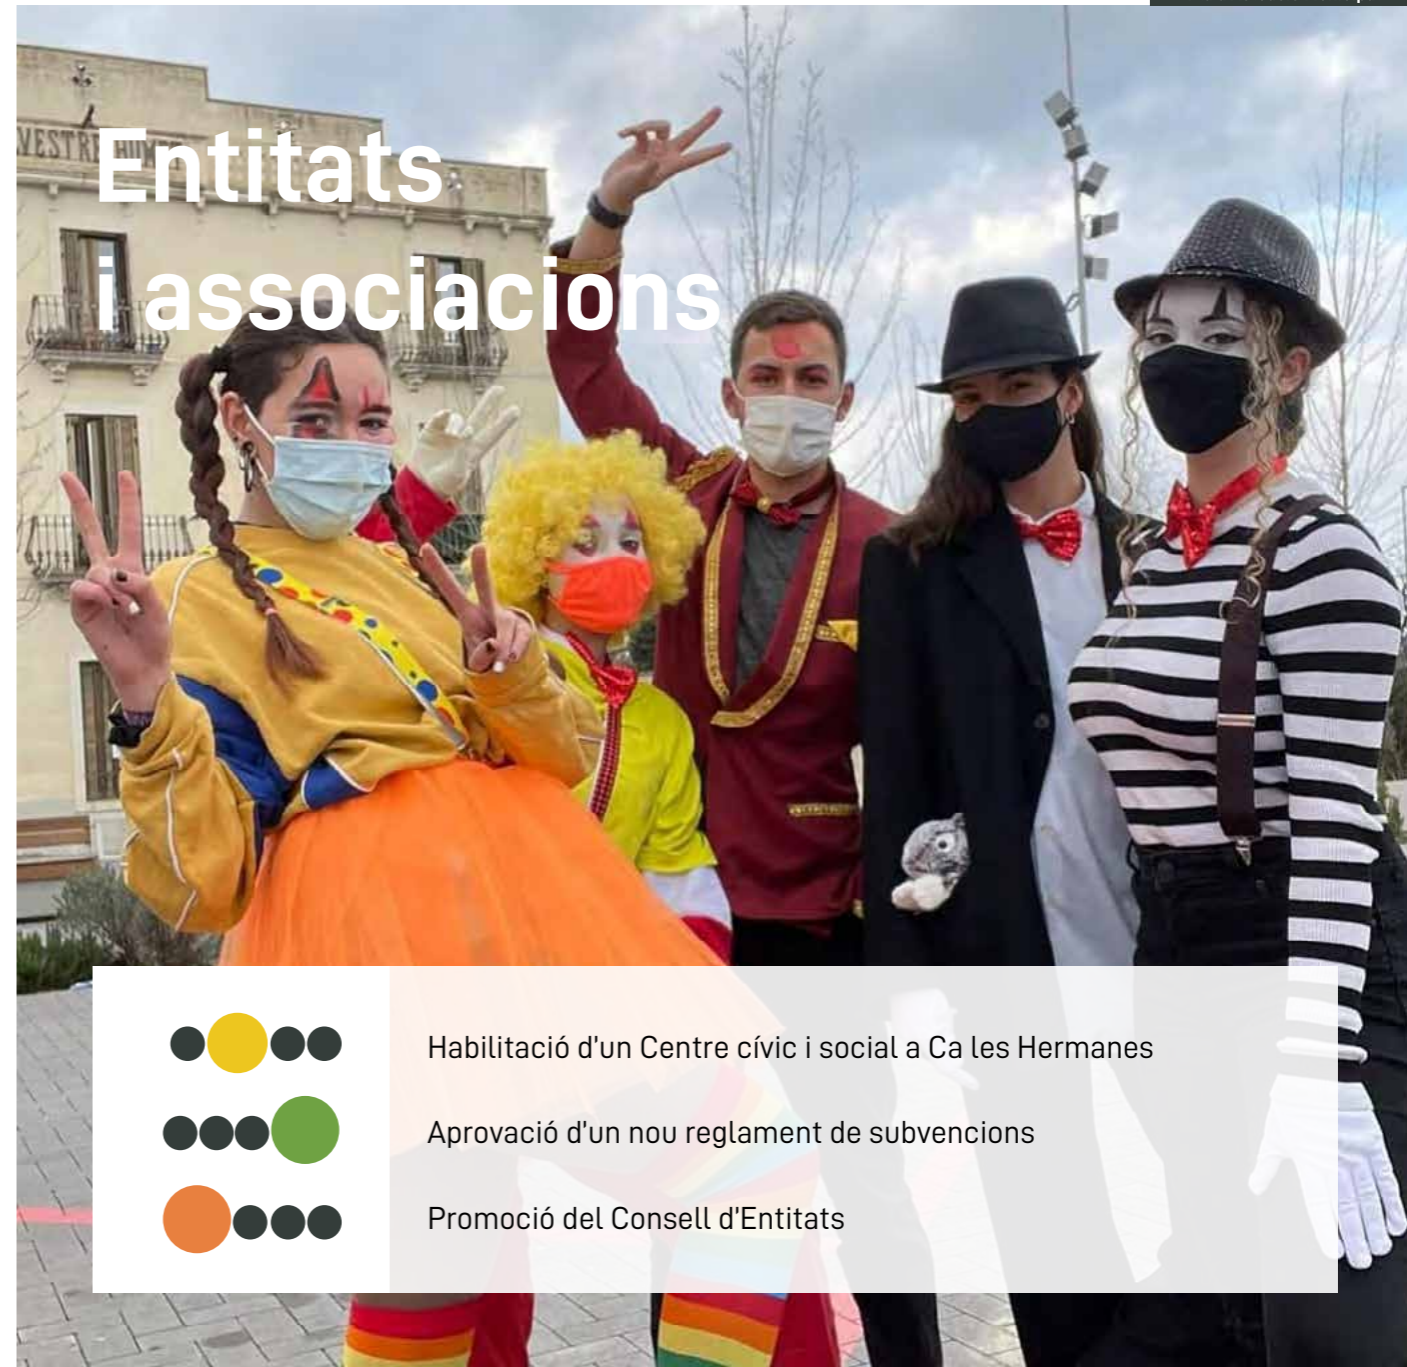 Entitats
i associacions
Habilitació d'un Centre cívic i social a Ca les Hermanes
Aprovació d'un nou reglament de subvencions
Promoció del Consell d'Entitats